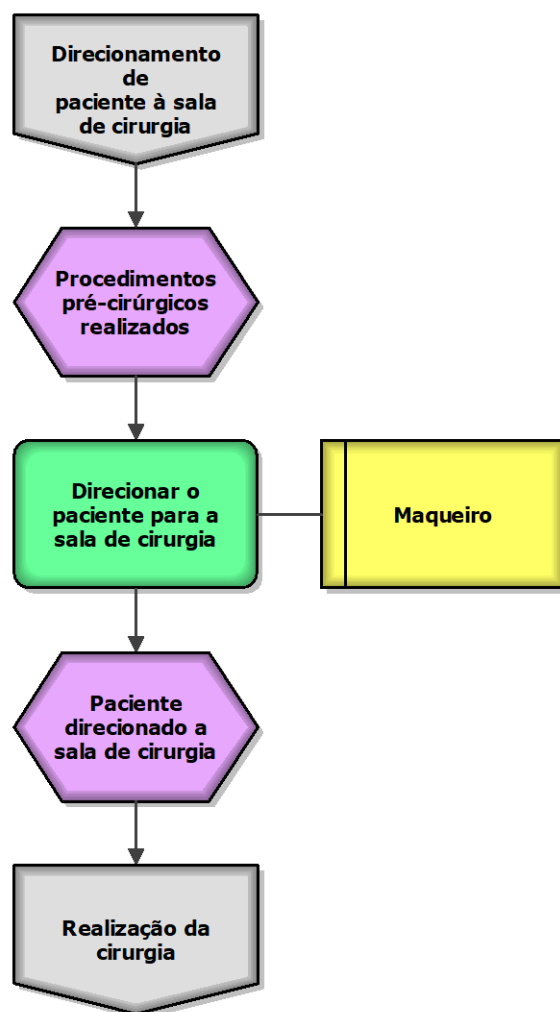 Direcionamento
de
paciente à sala
de cirurgia
Procedimentos
pré-cirúrgicos
realizados
Direcionar o
paciente para a
sala de cirurgia
Maqueiro
Paciente
direcionado a
sala de cirurgia
Realização da
cirurgia